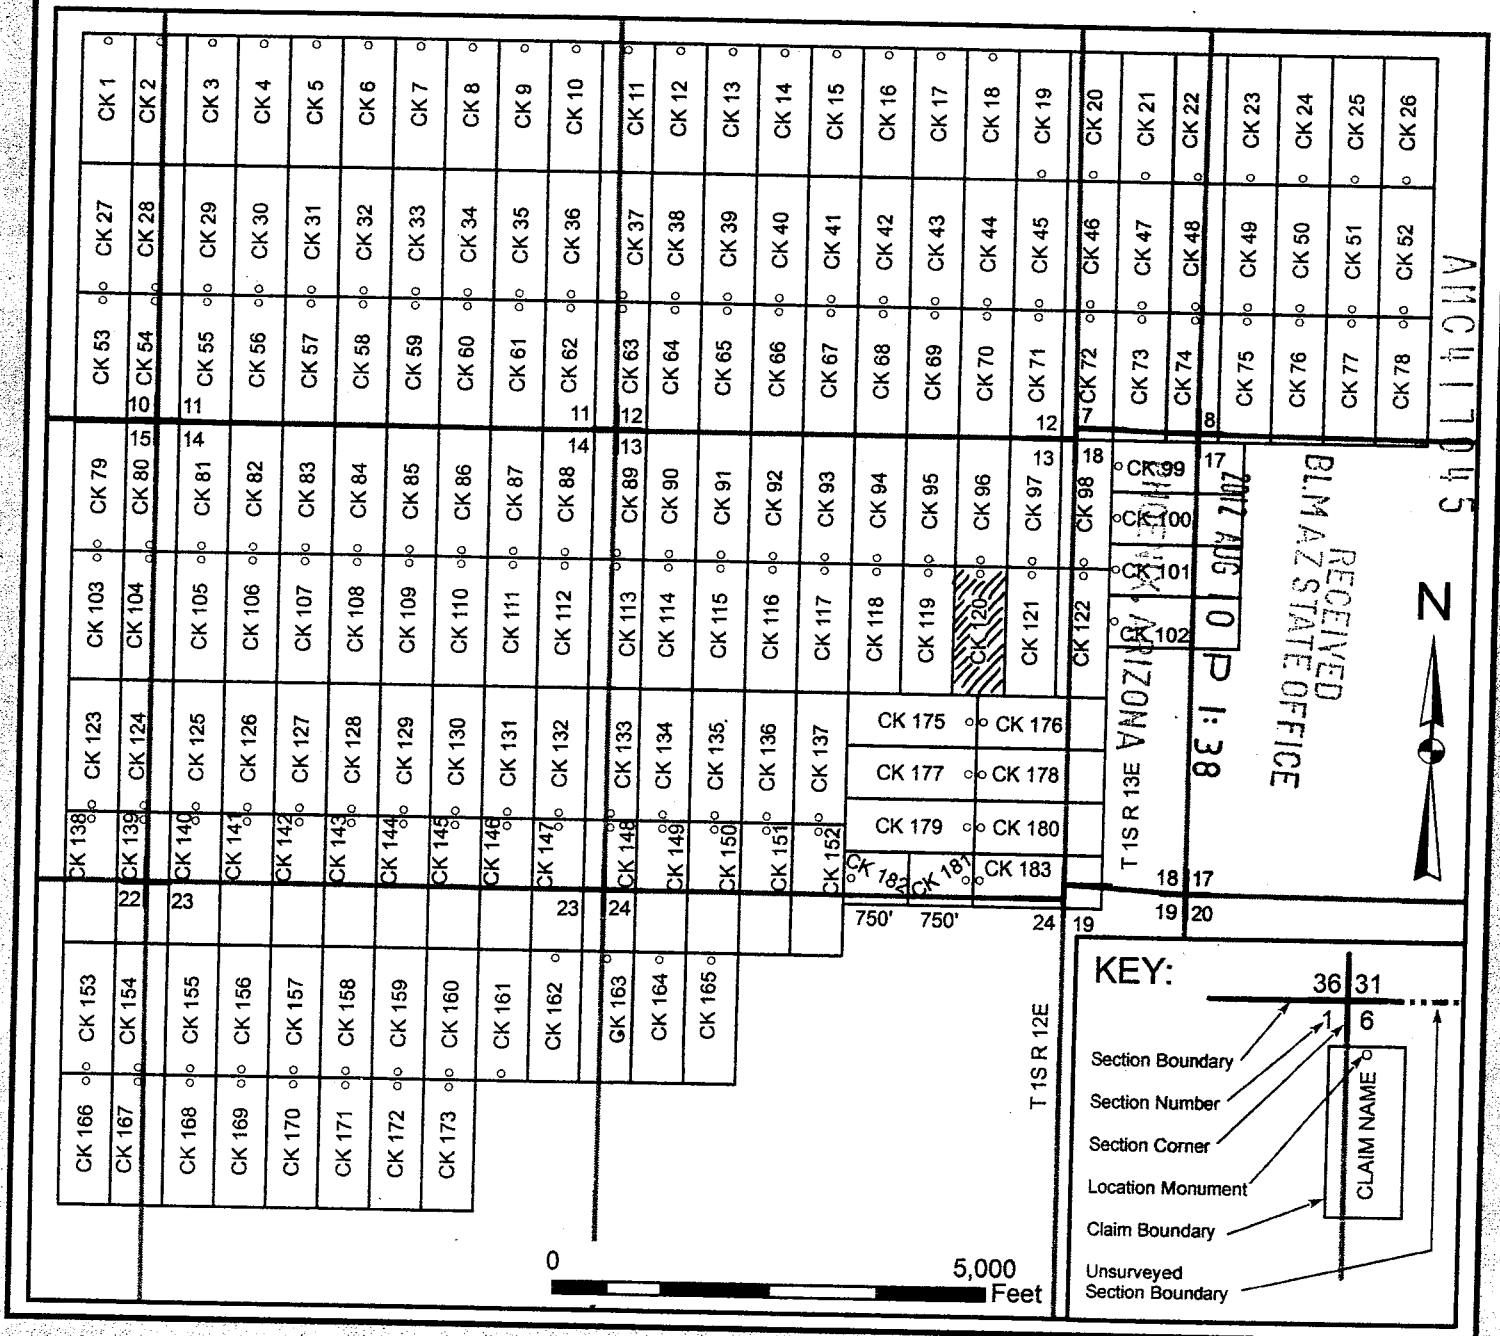 CK 1 CK 2 CK 3 CK 4 CK 5 CK 6 CK 7 CK 8 CK 9 CK 10 CK 11 CK 12 CK 13 CK 14 CK 15 CK 16 CK 17 CK 18 CK 19 CK 20 CK 21 CK 22 CK 23 CK 24 CK 25 CK 26
CK 27 CK 28 CK 29 CK 30 CK 31 CK 32 CK 33 CK 34 CK 35 CK 36 CK 37 CK 38 CK 39 CK 40 CK 41 CK 42 CK 43 CK 44 CK 45 CK 46 CK 47 CK 48 CK 49 CK 50 CK 51 CK 52
CK 53 CK 54 CK 55 CK 56 CK 57 CK 58 CK 59 CK 60 CK 61 CK 62 CK 63 CK 64 CK 65 CK 66 CK 67 CK 68 CK 69 CK 70 CK 71 CK 72 CK 73 CK 74 CK 75 CK 76 CK 77 CK 78
10 11 11 12 12 7 8
15 14 14 13 13 18 17
CK 79 CK 80 CK 81 CK 82 CK 83 CK 84 CK 85 CK 86 CK 87 CK 88 CK 89 CK 90 CK 91 CK 92 CK 93 CK 94 CK 95 CK 96 CK 97 CK 98
CK 99
CK 100
CK 101
CK 102
CK 103 CK 104 CK 105 CK 106 CK 107 CK 108 CK 109 CK 110 CK 111 CK 112 CK 113 CK 114 CK 115 CK 116 CK 117 CK 118 CK 119 CK 120 CK 121 CK 122
CK 123 CK 124 CK 125 CK 126 CK 127 CK 128 CK 129 CK 130 CK 131 CK 132 CK 133 CK 134 CK 135 CK 136 CK 137
CK 175 CK 176
CK 177 CK 178
CK 179 CK 180
CK 182 CK 181 CK 183
CK 138 CK 139 CK 140 CK 141 CK 142 CK 143 CK 144 CK 145 CK 146 CK 147 CK 148 CK 149 CK 150 CK 151 CK 152
18 17
22 23 23 24 750' 750' 24 19 19 20
CK 153 CK 154 CK 155 CK 156 CK 157 CK 158 CK 159 CK 160 CK 161 CK 162 CK 163 CK 164 CK 165
CK 166 CK 167 CK 168 CK 169 CK 170 CK 171 CK 172 CK 173
T 1S R 12E
T 1S R 13E
AMC417045
RECEIVED
BLM AZ STATE OFFICE
2012 AUG 10 P 1:38
ARIZONA
N
KEY:
36 31
1 6
Section Boundary
Section Number
Section Corner
Location Monument
Claim Boundary
Unsurveyed
Section Boundary
CLAIM NAME
0 5,000
Feet